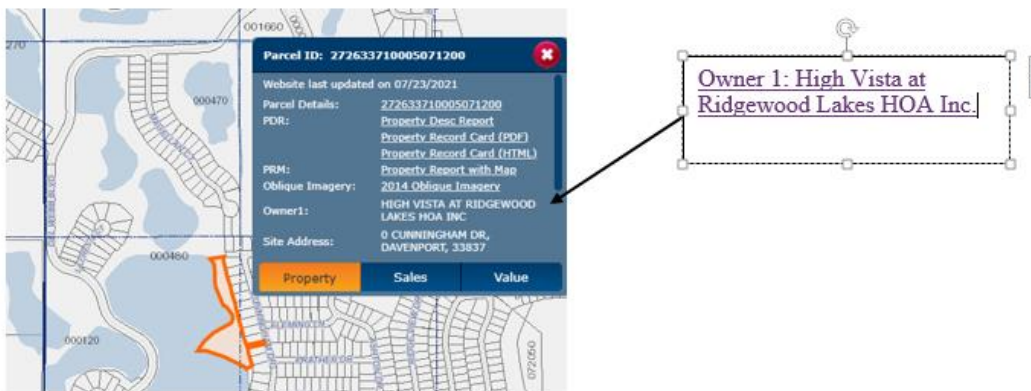 001660
270
Parcel ID: 272633710005071200
Website last updated on 07/23/2021
000470
Parcel Details: 272633710005071200
PDR: Property Desc Report
Property Record Card (PDF)
Property Record Card (HTML)
PRM: Property Report with Map
Oblique Imagery: 2014 Oblique Imagery
Owner1: HIGH VISTA AT RIDGEWOOD
LAKES HOA INC
Site Address: 0 CUNNINGHAM DR,
DAVENPORT, 33837
Property Sales Value
Owner 1: High Vista at
Ridgewood Lakes HOA Inc.
000460
000120
PRATHER DR
072050